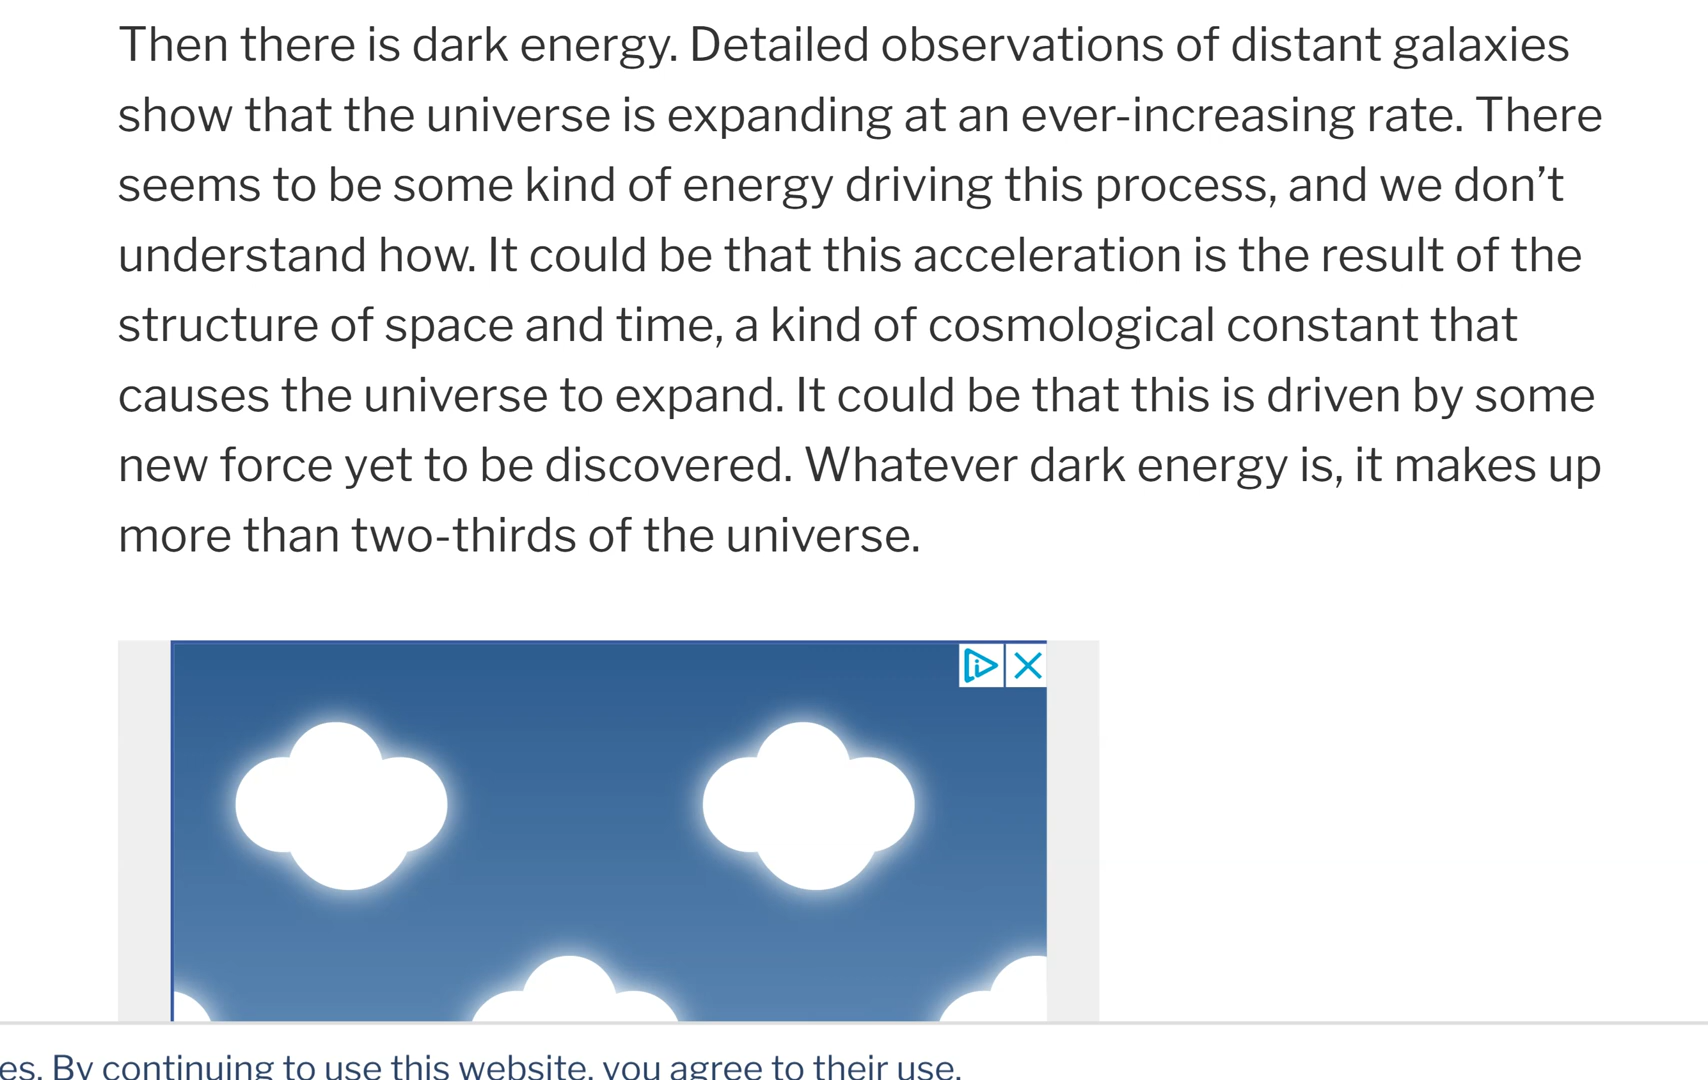 Then there is dark energy. Detailed observations of distant galaxies
show that the universe is expanding at an ever-increasing rate. There
seems to be some kind of energy driving this process, and we don’t
understand how. It could be that this acceleration is the result of the
structure of space and time, a kind of cosmological constant that
causes the universe to expand. It could be that this is driven by some
new force yet to be discovered. Whatever dark energy is, it makes up
more than two-thirds of the universe.
es. By continuing to use this website, you agree to their use.